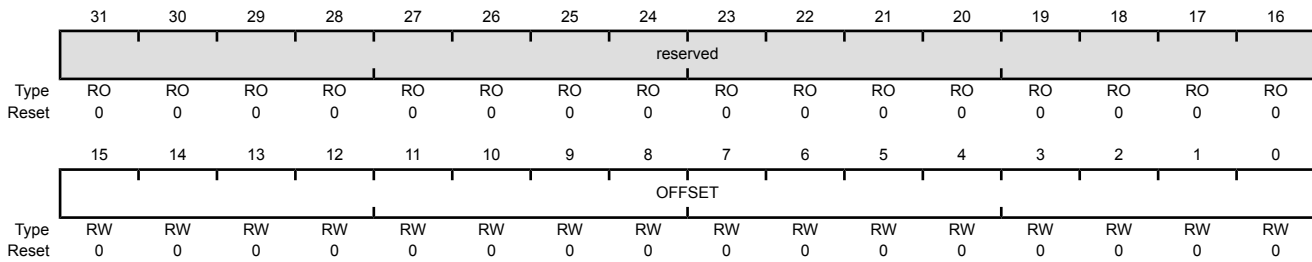 31 30 29 28 27 26 25 24 23 22 21 20 19 18 17 16
reserved
Type RO RO RO RO RO RO RO RO RO RO RO RO RO RO RO RO
Reset 0 0 0 0 0 0 0 0 0 0 0 0 0 0 0 0
15 14 13 12 11 10 9 8 7 6 5 4 3 2 1 0
OFFSET
Type RW RW RW RW RW RW RW RW RW RW RW RW RW RW RW RW
Reset 0 0 0 0 0 0 0 0 0 0 0 0 0 0 0 0